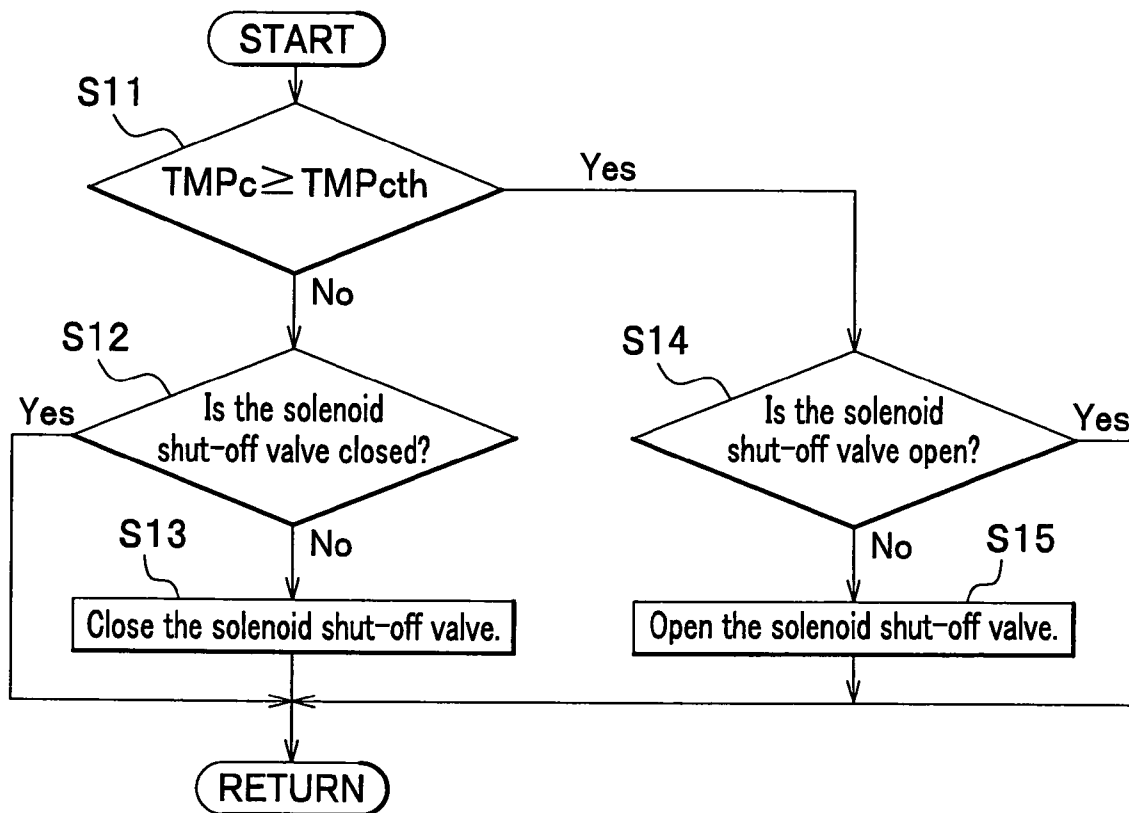 START
S11
TMPc≧TMPcth
Yes
No
S12
Yes
Is the solenoid
shut-off valve closed?
No
S13
Close the solenoid shut-off valve.
S14
Is the solenoid
shut-off valve open?
Yes
No
S15
Open the solenoid shut-off valve.
RETURN